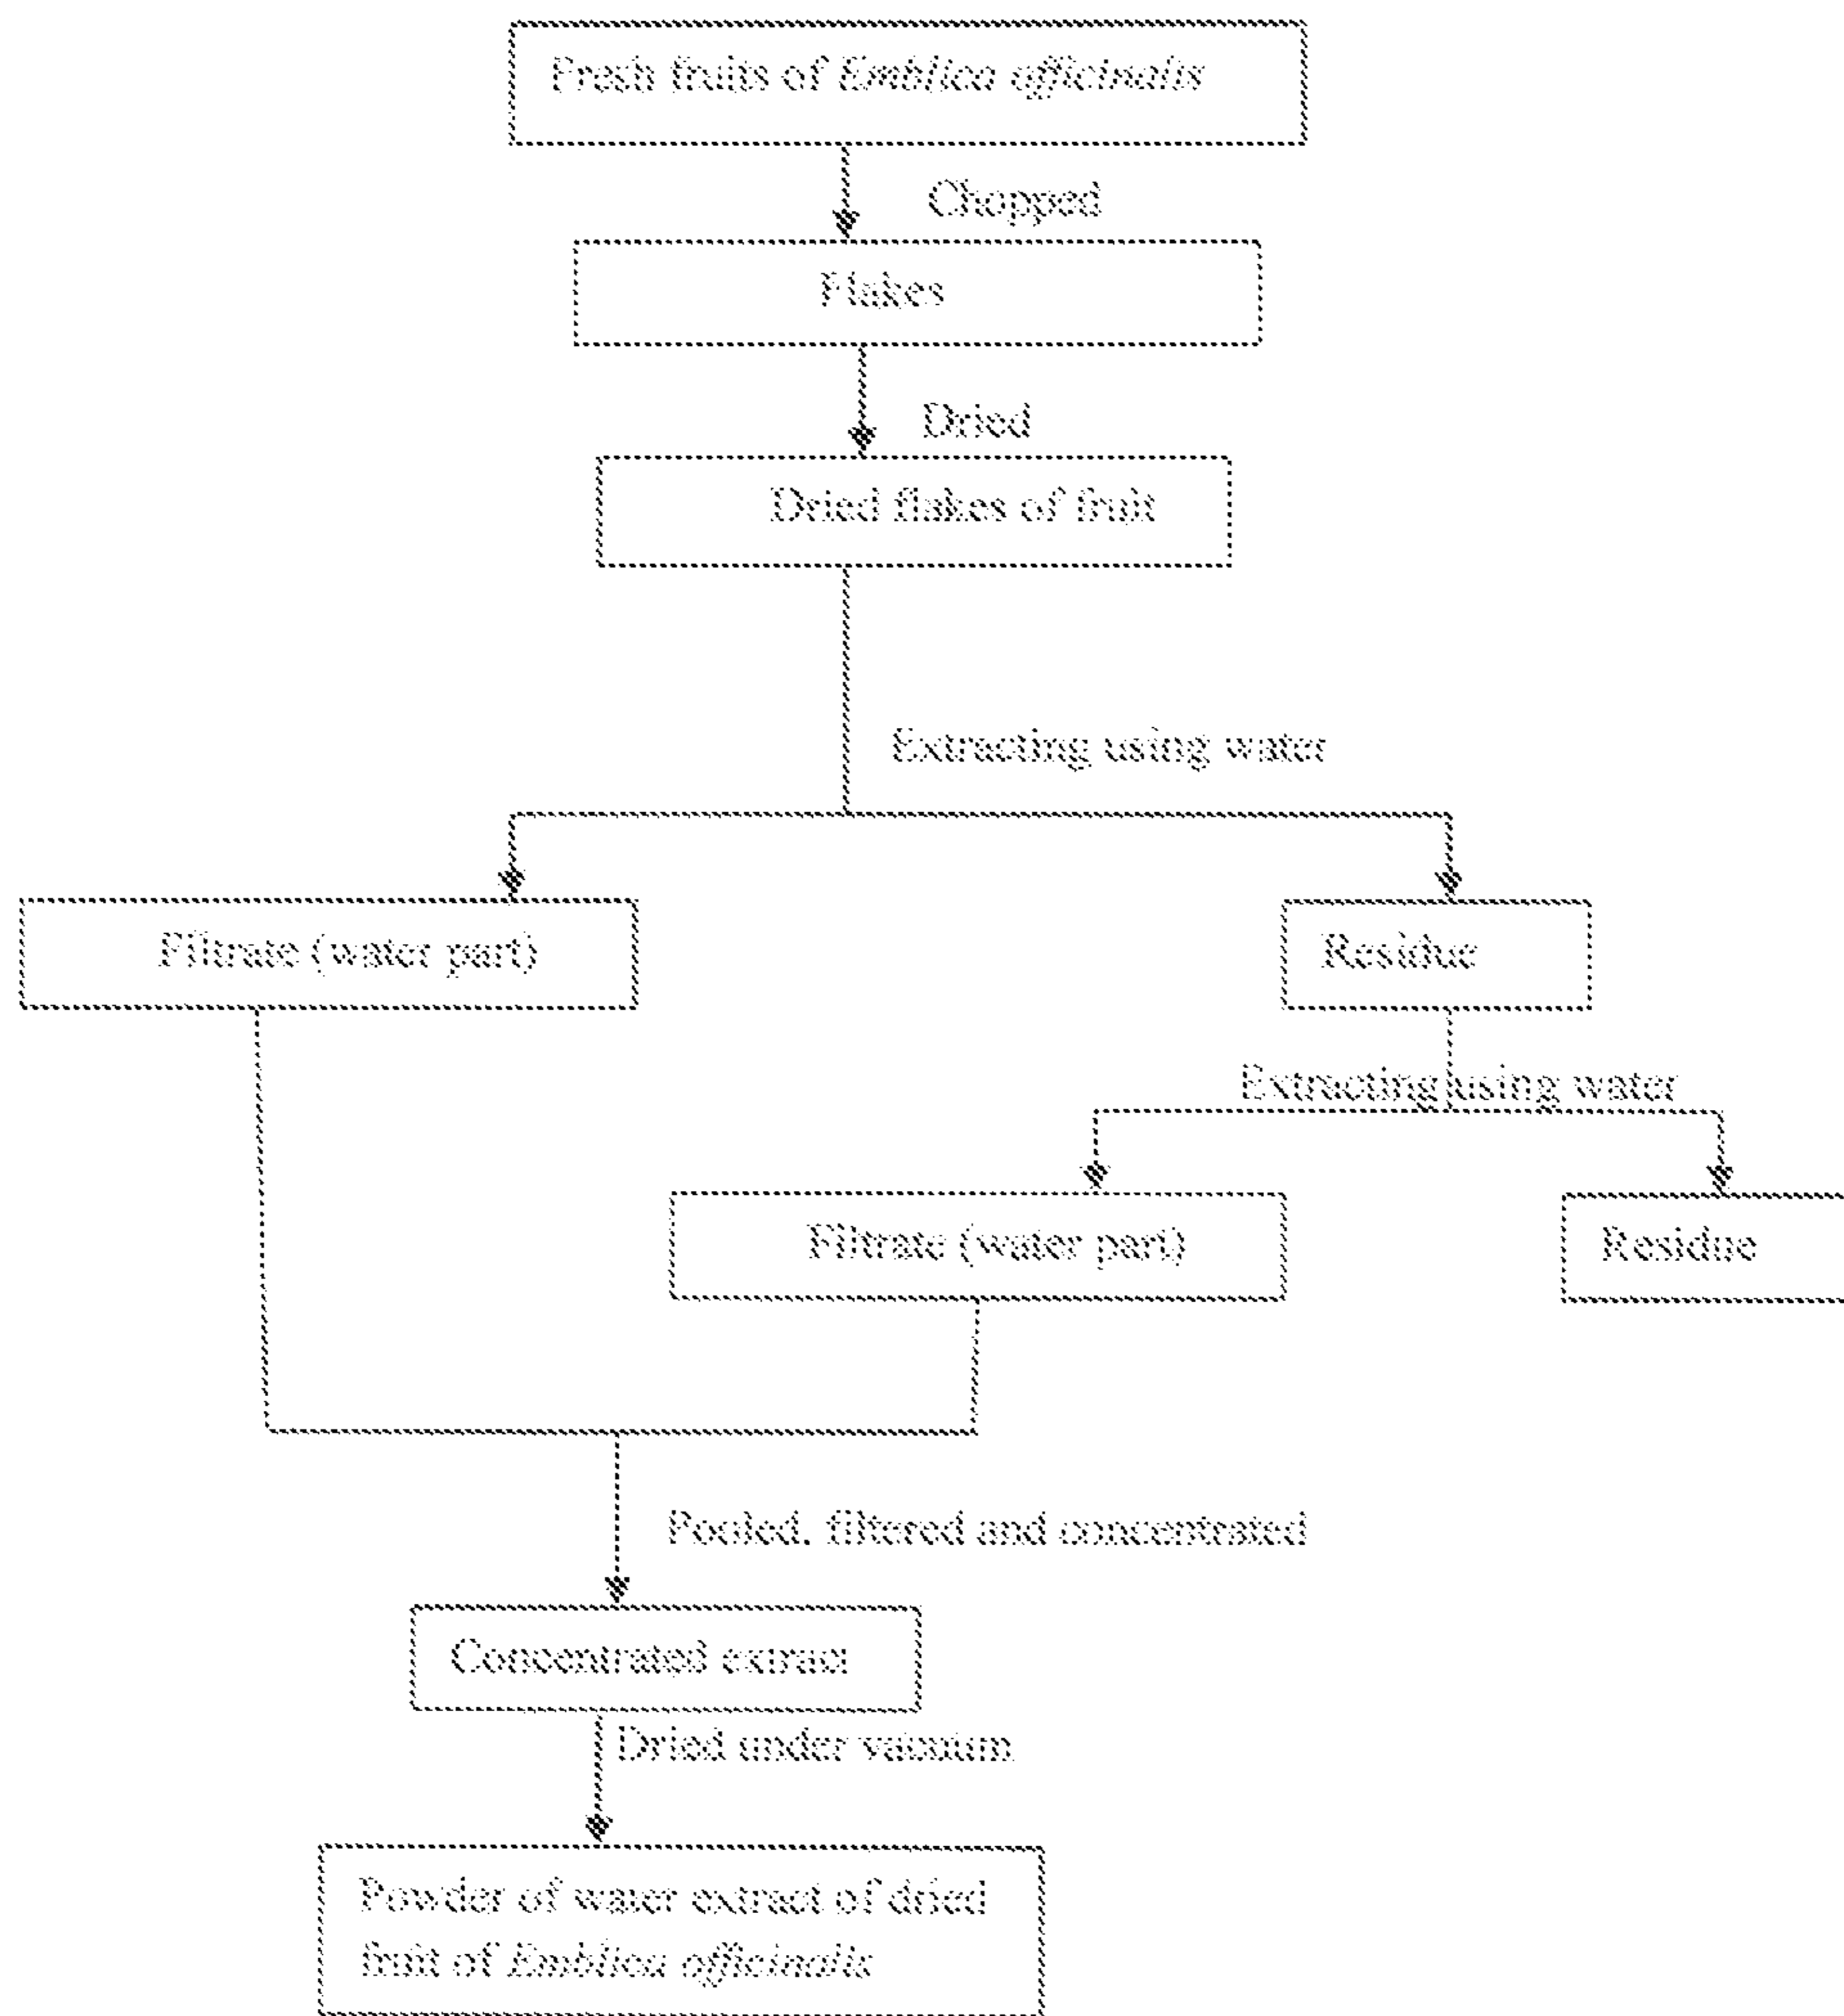 Fresh fruits of Emblica officinalis
Chopped
Flakes
Dried
Dried flakes of fruit
Extracting using water
Filtrate (water part)
Residue
Extracting using water
Filtrate (water part)
Residue
Pooled. filtered and concentrated
Concentrated extract
Dried under vacuum
Powder of water extract of dried
fruit of Emblica officinalis